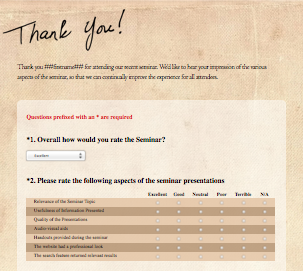 Thank You!
Thank you ##firstname## for attending our recent seminar. We'd like to hear your impression of the various
aspects of the seminar, so that we can continually improve the experience for all attendees.
Questions prefixed with an * are required
*1. Overall how would you rate the Seminar?
Excellent
*2. Please rate the following aspects of the seminar presentations
Excellent Good Neutral Poor Terrible N/A
Relevance of the Seminar Topic
Usefulness of Information Presented
Quality of the Presentations
Audio-visual aids
Handouts provided during the seminar
The website had a professional look
The search feature returned relevant results